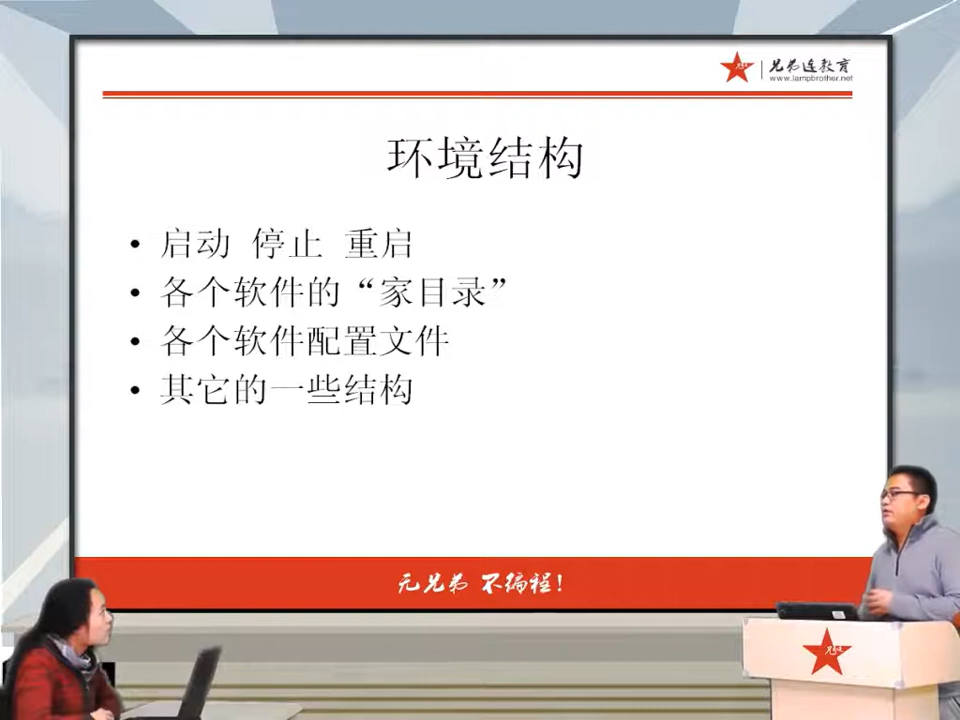 兄弟连教育
www.lampbrother.net
环境结构
• 启动 停止 重启
• 各个软件的“家目录”
• 各个软件配置文件
• 其它的一些结构
无兄弟 不编程!